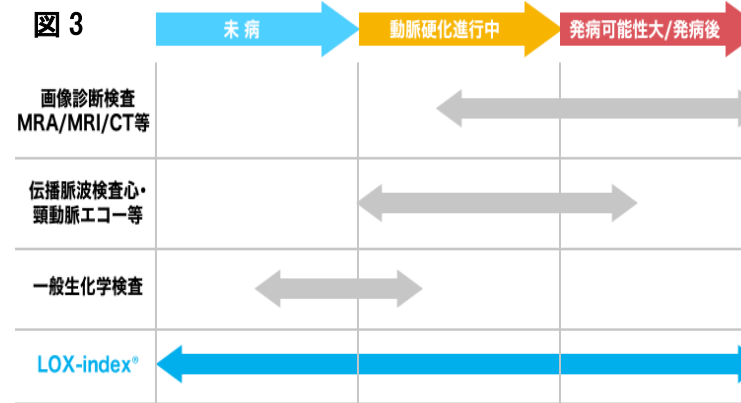 図 3
未 病
動脈硬化進行中
発病可能性大/発病後
画像診断検査
MRA/MRI/CT等
伝播脈波検査心・
頸動脈エコー等
一般生化学検査
LOX-index®